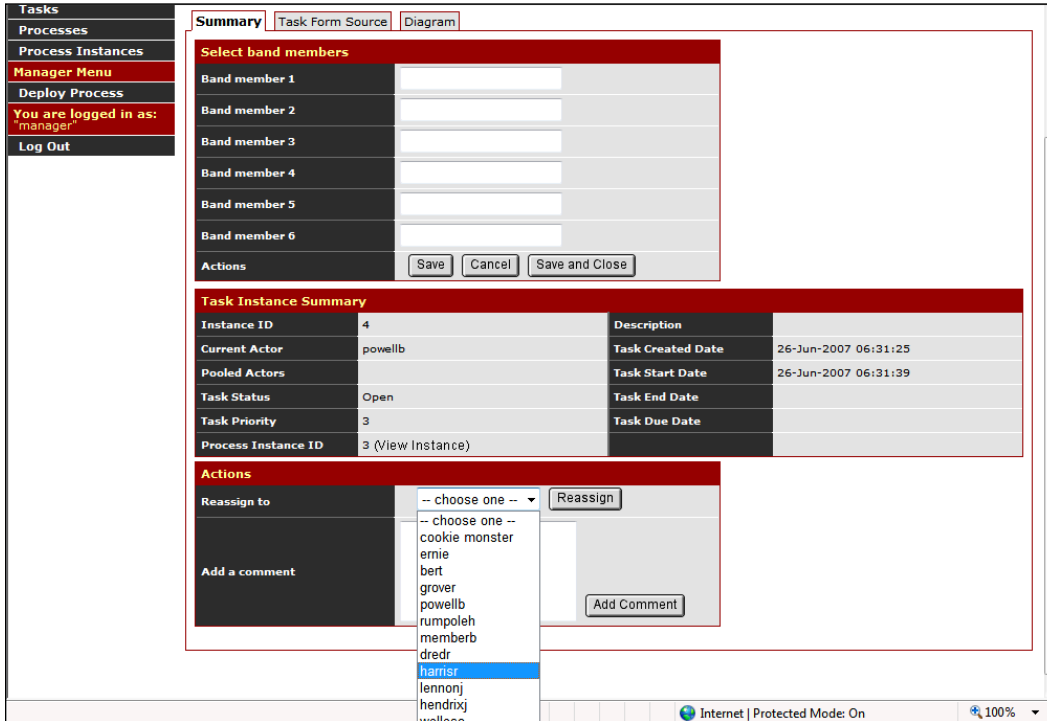 Tasks
Processes
Process Instances
Manager Menu
Deploy Process
You are logged in as:
"manager"
Log Out
Summary Task Form Source Diagram
Select band members
Band member 1
Band member 2
Band member 3
Band member 4
Band member 5
Band member 6
Actions Save Cancel Save and Close
Task Instance Summary
Instance ID 4 Description
Current Actor powellb Task Created Date 26-Jun-2007 06:31:25
Pooled Actors Task Start Date 26-Jun-2007 06:31:39
Task Status Open Task End Date
Task Priority 3 Task Due Date
Process Instance ID 3 (View Instance)
Actions
Reassign to -- choose one -- Reassign
-- choose one --
cookie monster
ernie
bert
Add a comment
grover
powellb Add Comment
rumpoleh
memberb
dredr
harrisr
lennonj
hendrixj
Internet | Protected Mode: On 100%